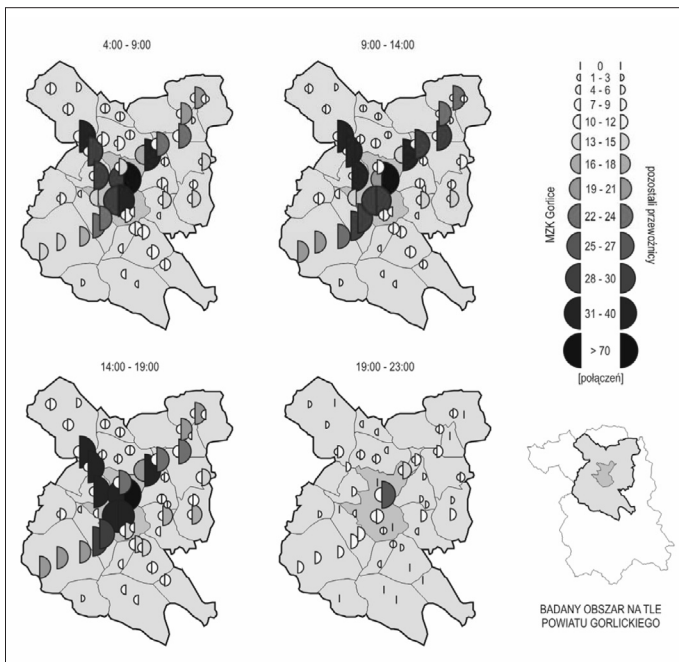 4:00 - 9:00
9:00 - 14:00
0
1 - 3
4 - 6
7 - 9
10 - 12
13 - 15
16 - 18
19 - 21
22 - 24
25 - 27
28 - 30
31 - 40
> 70
[połączeń]
MZK Gorlice
pozostali przewaźnicy
14:00 - 19:00
19:00 - 23:00
BADANY OBSZAR NA TLE
POWIATU GORLICKIEGO